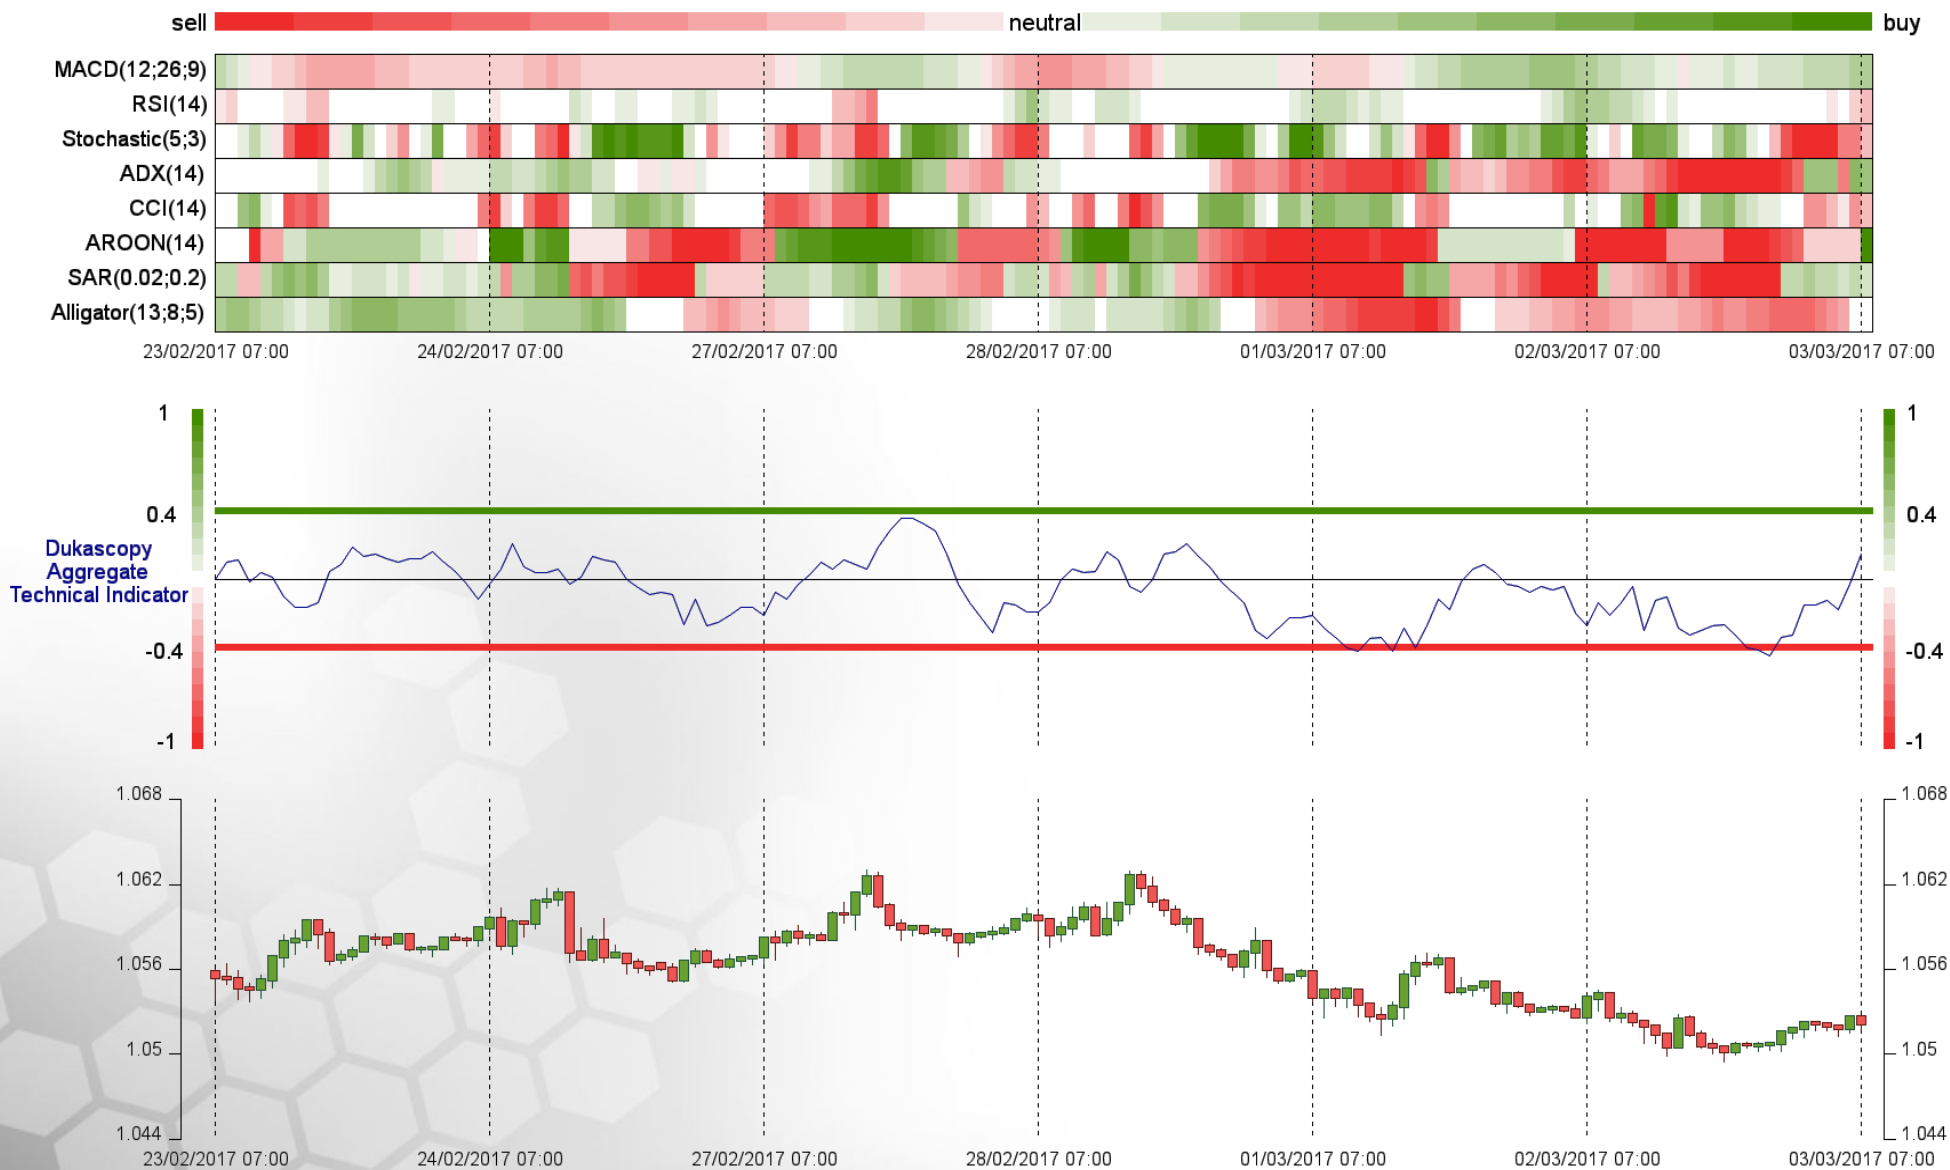 sell neutral buy
MACD(12;26;9)
RSI(14)
Stochastic(5;3)
ADX(14)
CCI(14)
AROON(14)
SAR(0.02;0.2)
Alligator(13;8;5)
23/02/2017 07:00 24/02/2017 07:00 27/02/2017 07:00 28/02/2017 07:00 01/03/2017 07:00 02/03/2017 07:00 03/03/2017 07:00
1 1
0.4 0.4
Dukascopy
Aggregate
Technical Indicator
-0.4 -0.4
-1 -1
1.068 1.068
1.062 1.062
1.056 1.056
1.05 1.05
1.044 1.044
23/02/2017 07:00 24/02/2017 07:00 27/02/2017 07:00 28/02/2017 07:00 01/03/2017 07:00 02/03/2017 07:00 03/03/2017 07:00